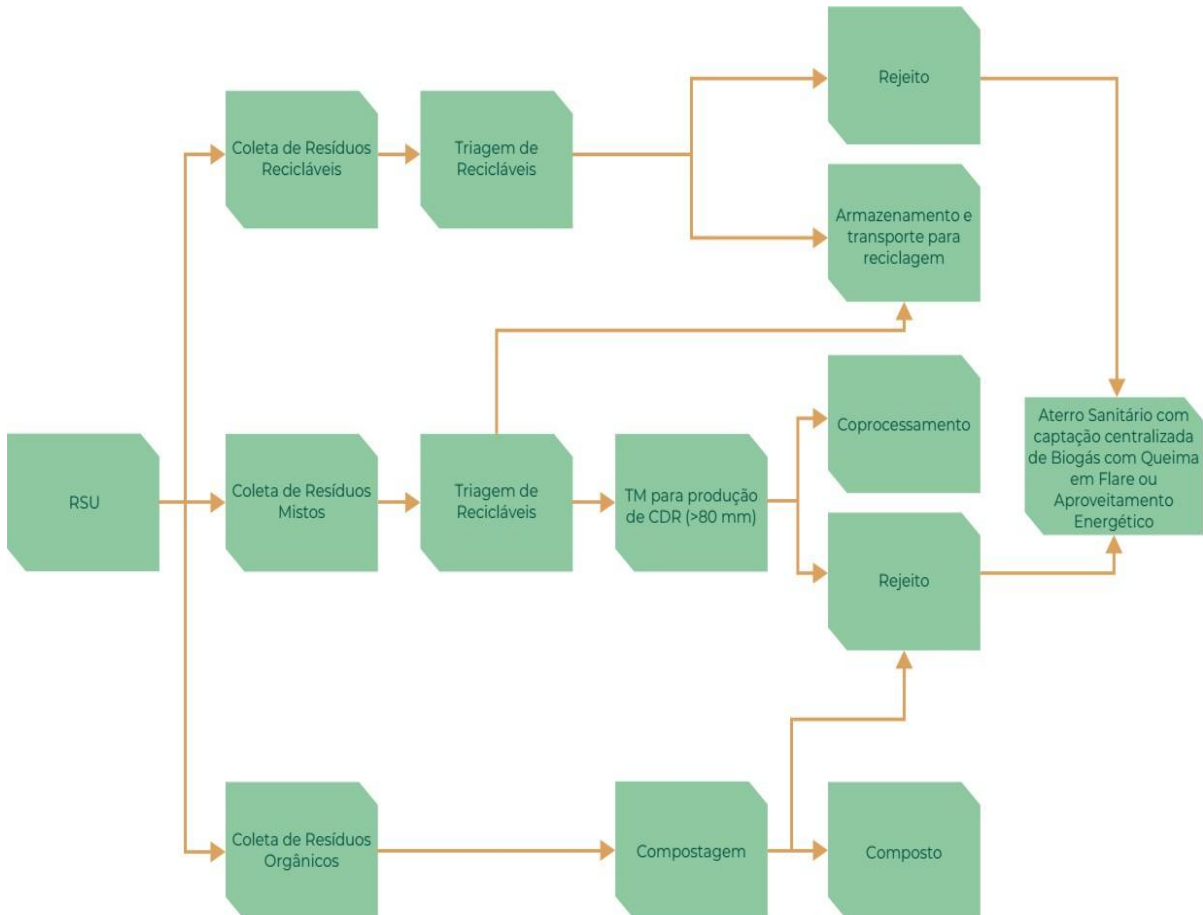 Rejeito
Coleta de Resíduos
Recicláveis
Triagem de
Recicláveis
Armazenamento e
transporte para
reciclagem
RSU
Coleta de Resíduos
Mistos
Triagem de
Recicláveis
TM para produção
de CDR (>80 mm)
Coprocessamento
Rejeito
Aterro Sanitário com
captação centralizada
de Biogás com Queima
em Flare ou
Aproveitamento
Energético
Coleta de Resíduos
Orgânicos
Compostagem
Composto